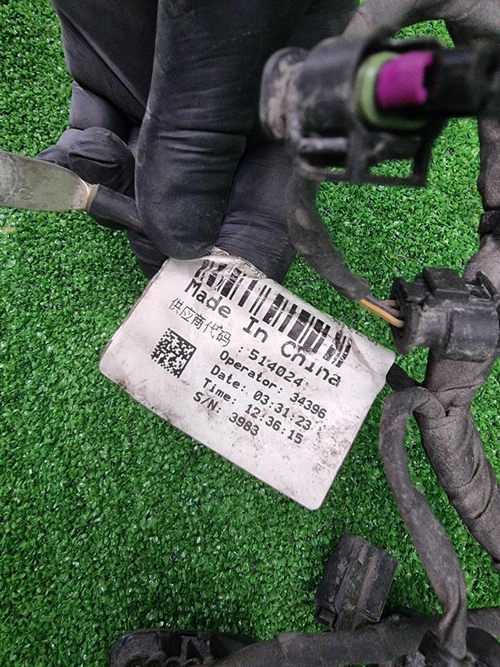 Made In China
供应商代码 : 514024
Operator: 34396
Date: 03.31.23
Time: 12:36:15
S/N: 3983